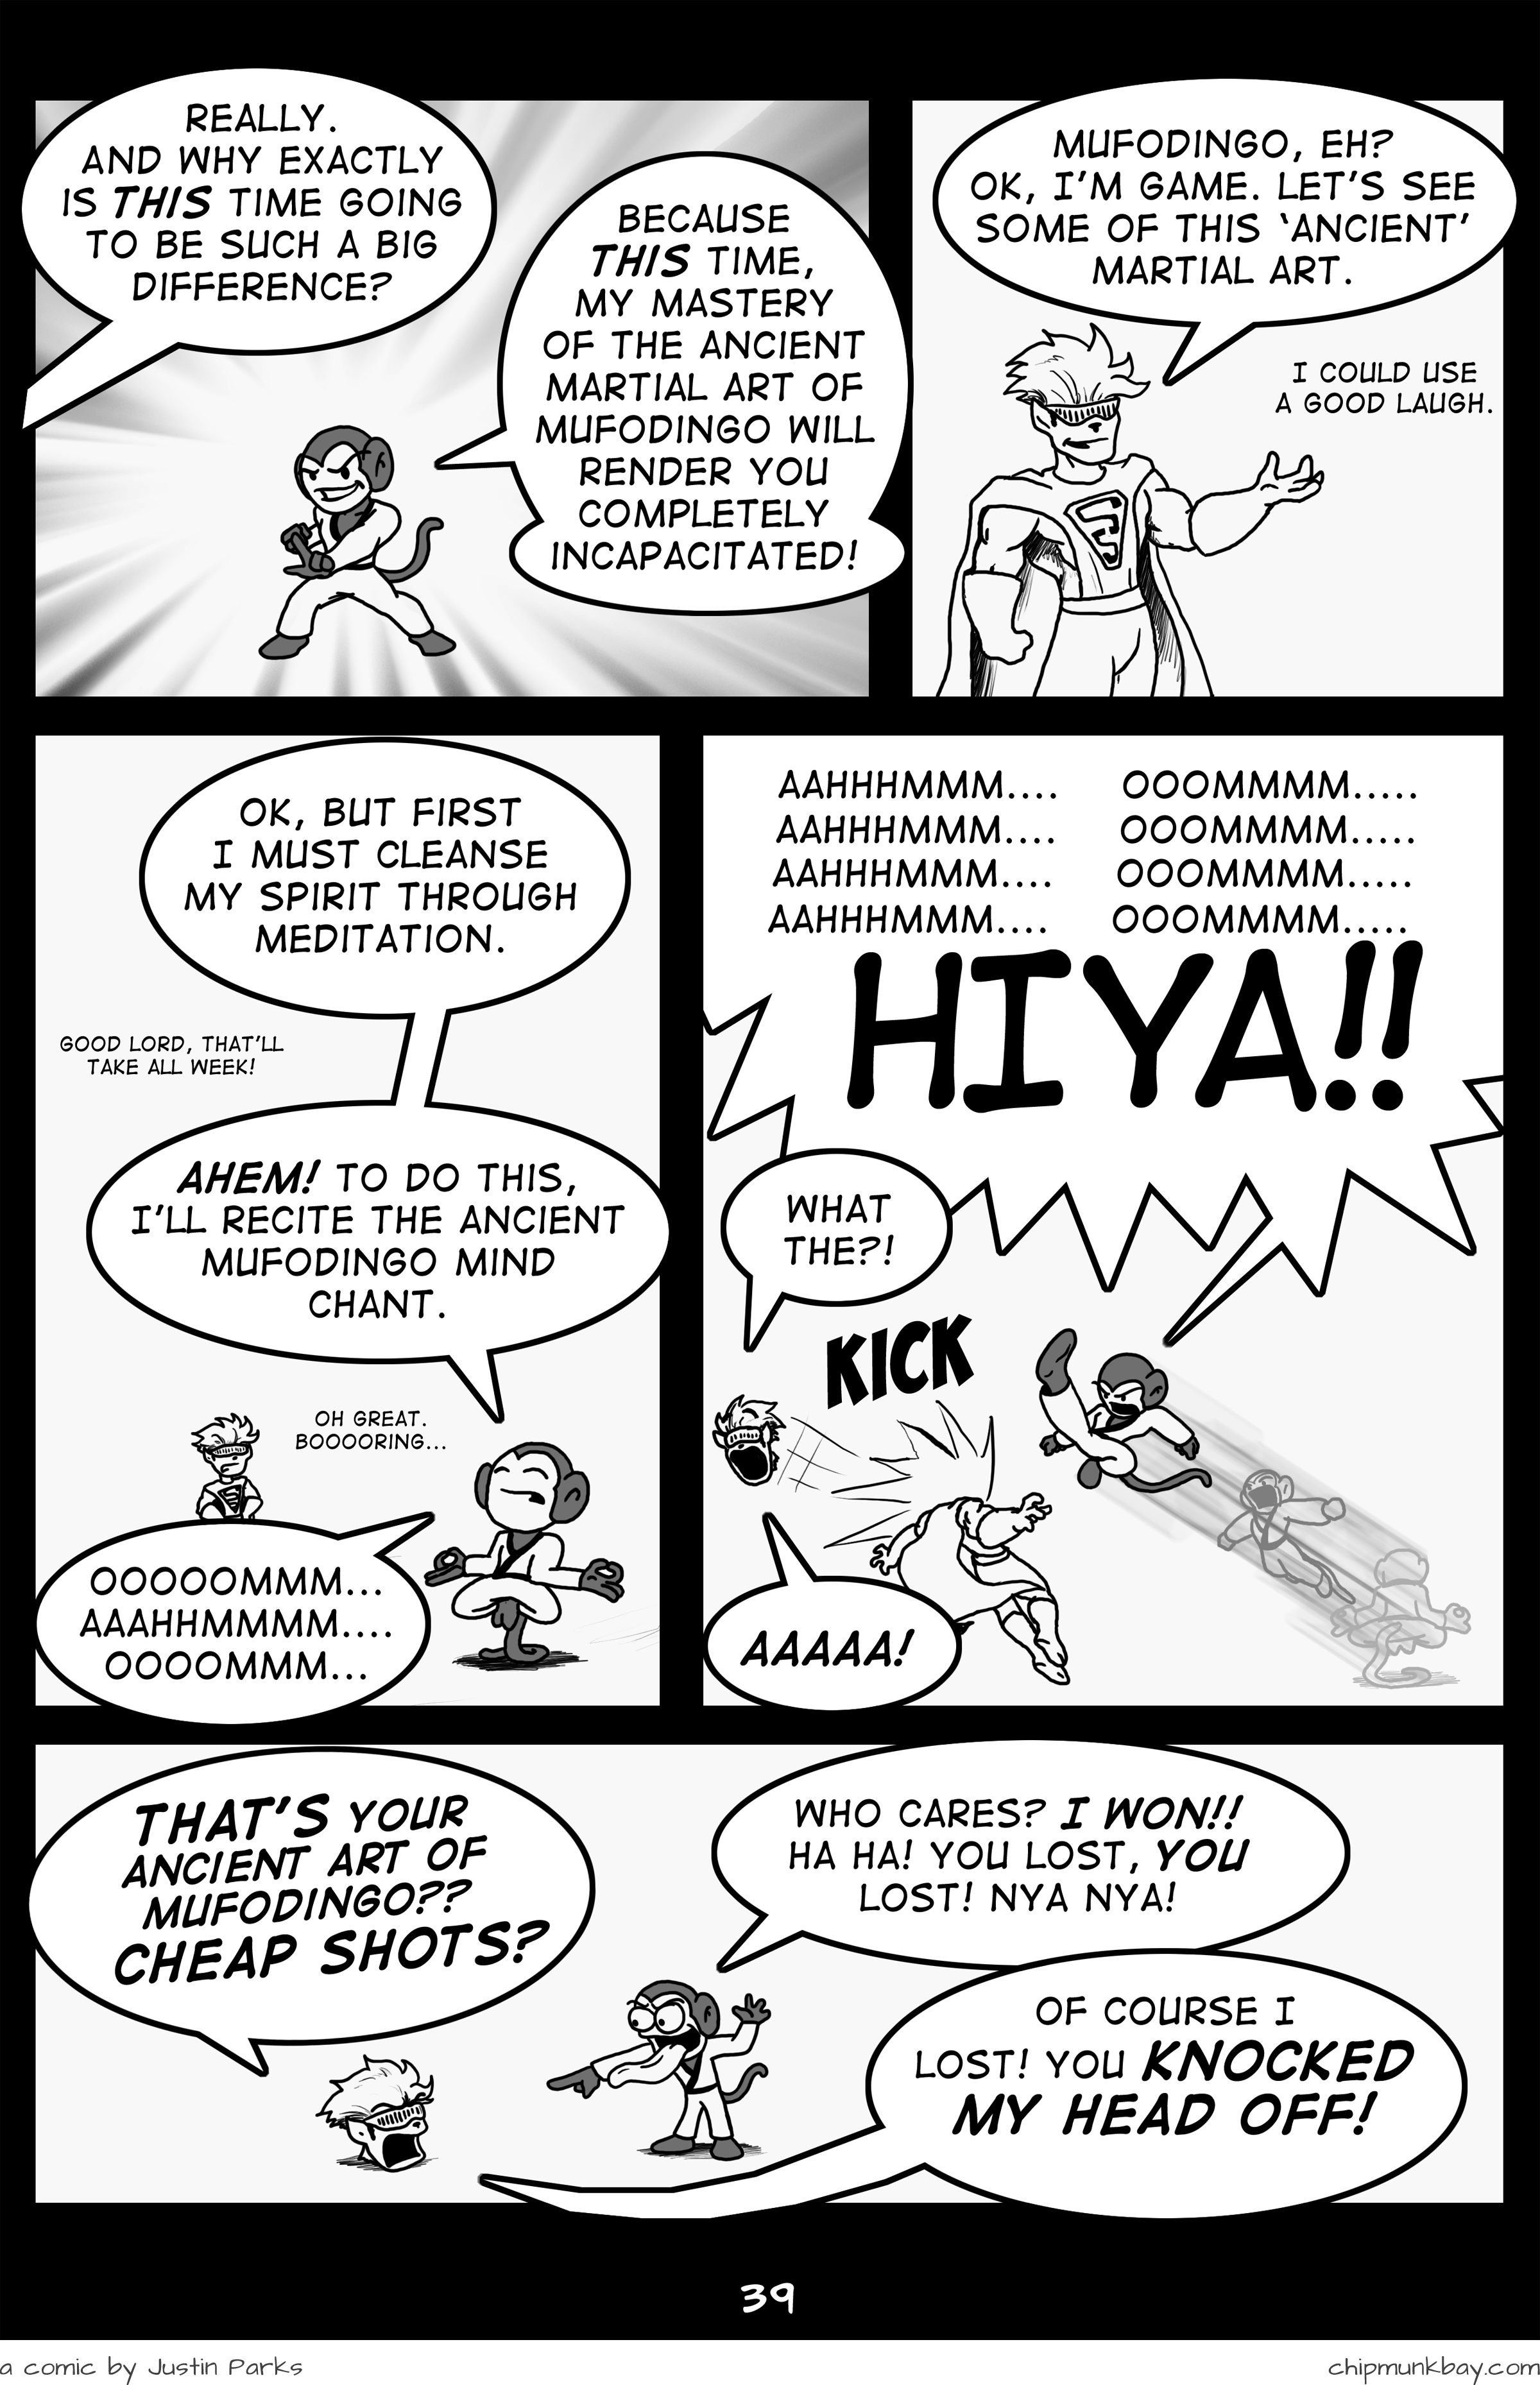 REALLY.
AND WHY EXACTLY
IS THIS TIME GOING
TO BE SUCH A BIG
DIFFERENCE?
BECAUSE
THIS TIME,
MY MASTERY
OF THE ANCIENT
MARTIAL ART OF
MUFODINGO WILL
RENDER YOU
COMPLETELY
INCAPACITATED!
MUFODINGO, EH?
OK, I'M GAME. LET'S SEE
SOME OF THIS 'ANCIENT'
MARTIAL ART.
I COULD USE
A GOOD LAUGH.
OK, BUT FIRST
I MUST CLEANSE
MY SPIRIT THROUGH
MEDITATION.
GOOD LORD, THAT'LL
TAKE ALL WEEK!
AHEM! TO DO THIS,
I'LL RECITE THE ANCIENT
MUFODINGO MIND
CHANT.
OH GREAT.
BOOOORING...
OOOOOMMM...
AAAHHMMMM....
OOOOMMM...
AAHHHMMM.... OOOMMMM.....
AAHHHMMM.... OOOMMMM.....
AAHHHMMM.... OOOMMMM.....
AAHHHMMM.... OOOMMMM.....
HIYA!!
WHAT
THE?!
KICK
AAAAA!
THAT'S YOUR
ANCIENT ART OF
MUFODINGO??
CHEAP SHOTS?
WHO CARES? I WON!!
HA HA! YOU LOST, YOU
LOST! NYA NYA!
OF COURSE I
LOST! YOU KNOCKED
MY HEAD OFF!
39
a comic by Justin Parks
chipmunkbay.com